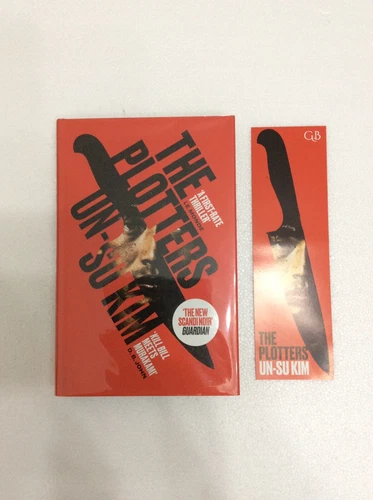 THE
PLOTTERS
UN-SU KIM
'A FIRST-RATE
THRILLER'
'THE NEW
SCANDI NOIR'
GUARDIAN
'KILL BILL
MEETS
MURAKAMI'
D. B. JOHN
GB
THE
PLOTTERS
UN-SU KIM